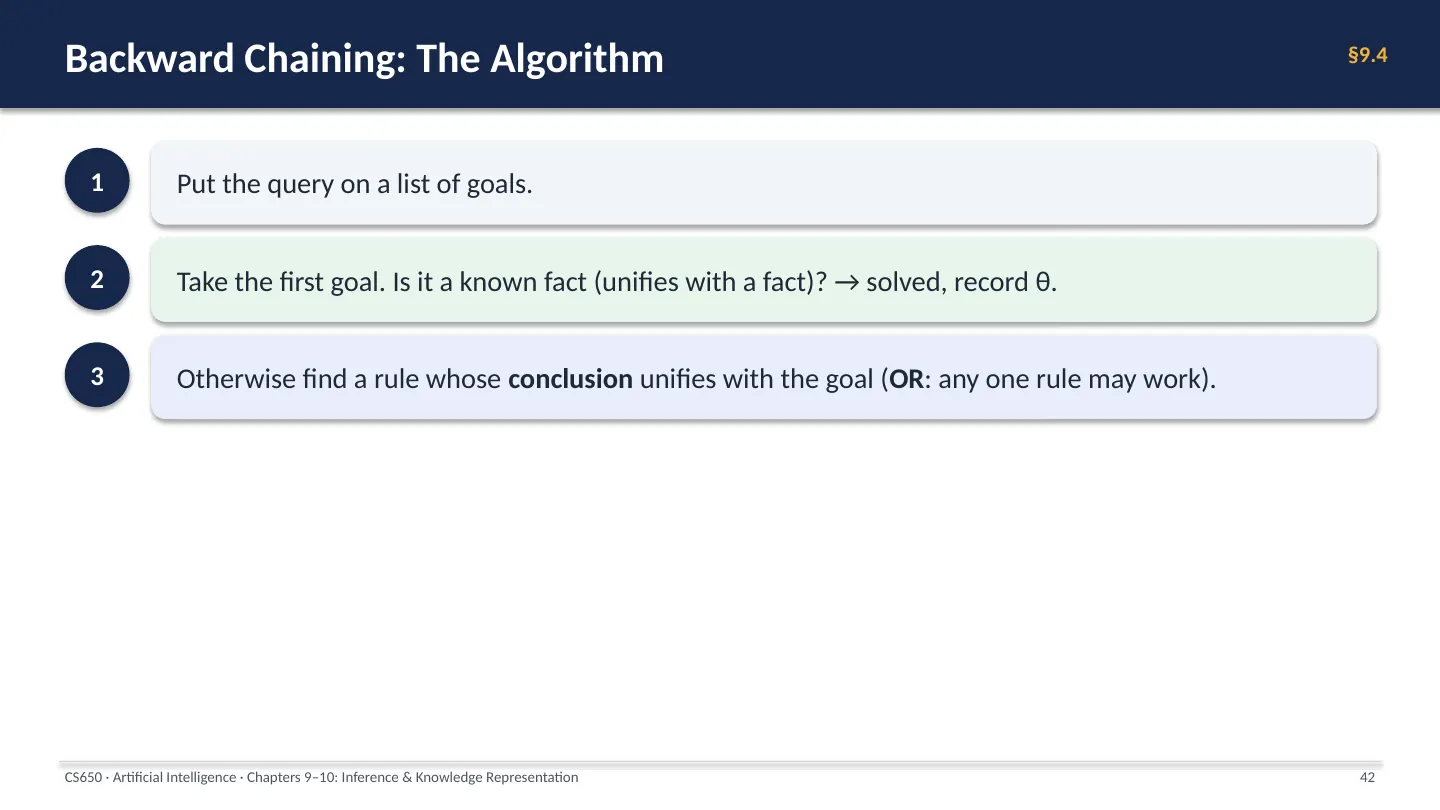 Backward Chaining: The Algorithm
§9.4
1
Put the query on a list of goals.
2
Take the first goal. Is it a known fact (unifies with a fact)? → solved, record θ.
3
Otherwise find a rule whose conclusion unifies with the goal (OR: any one rule may work).
CS650 · Artificial Intelligence · Chapters 9–10: Inference & Knowledge Representation
42